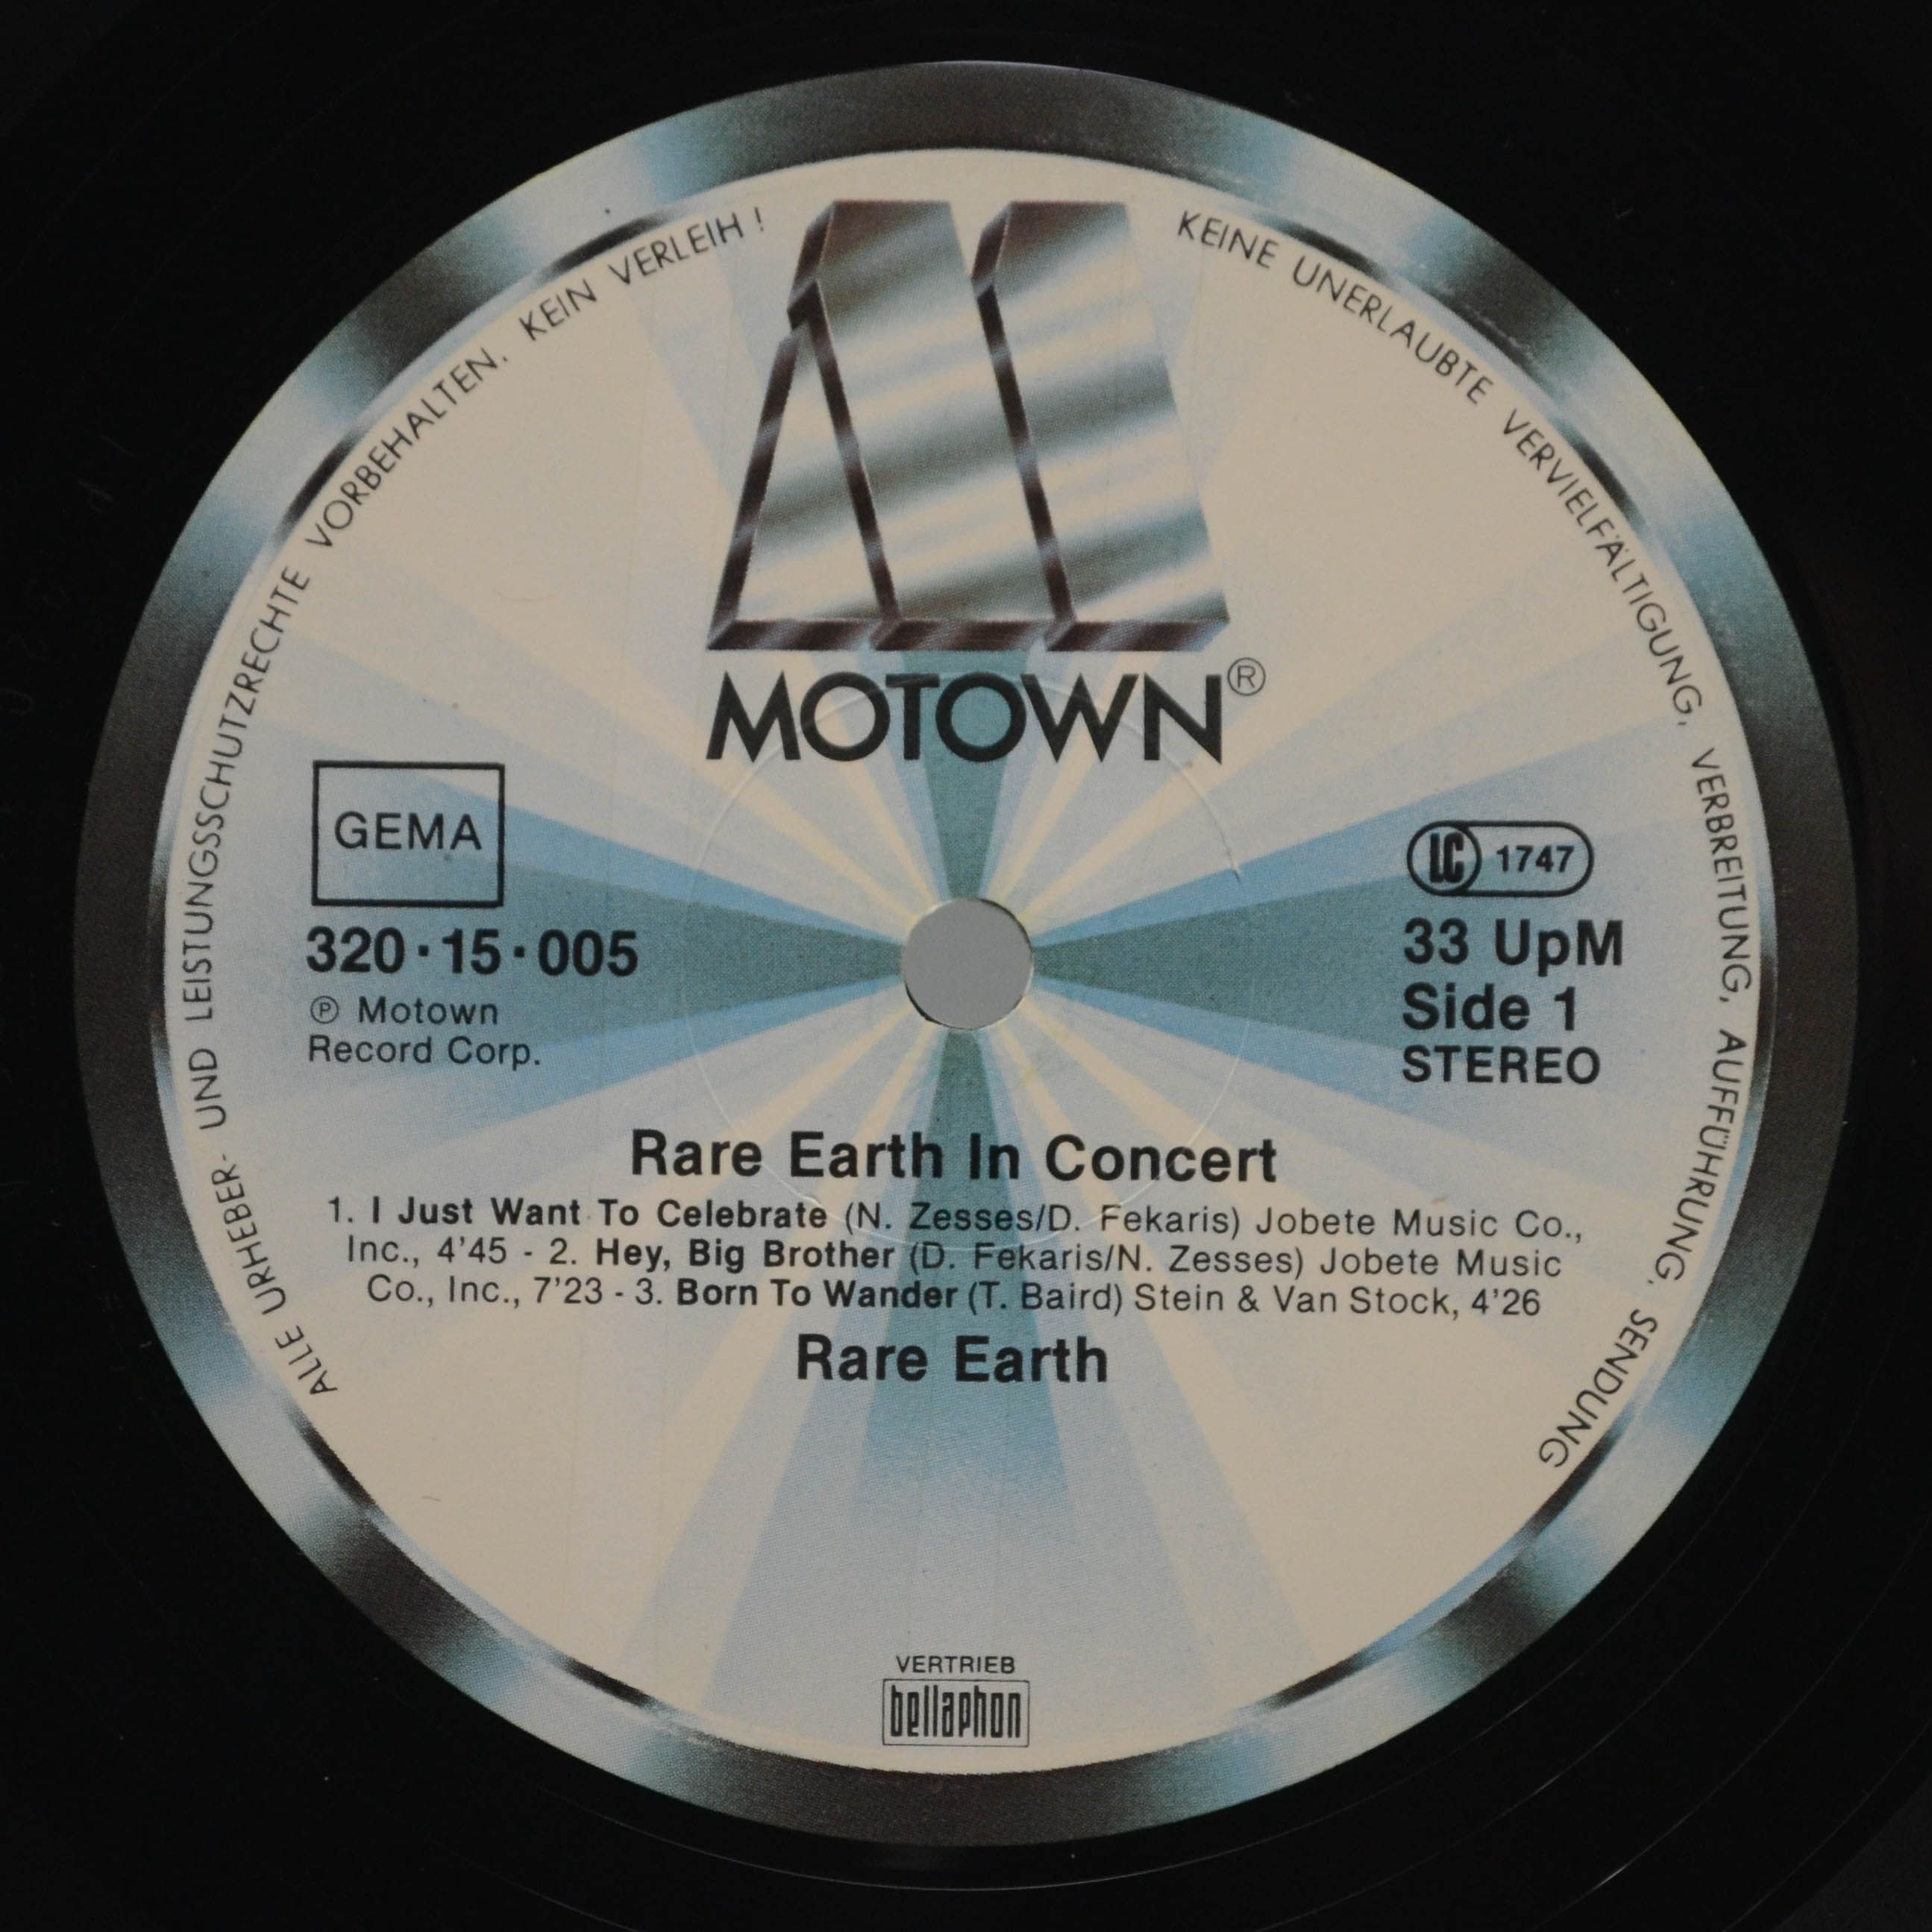 ALLE URHEBER- UND LEISTUNGSSCHUTZRECHTE VORBEHALTEN. KEIN VERLEIH !
KEINE UNERLAUBTE VERVIELFÄLTIGUNG, VERBREITUNG, AUFFÜHRUNG, SENDUNG
MOTOWN®
GEMA
320·15·005
℗ Motown
Record Corp.
LC 1747
33 UpM
Side 1
STEREO
Rare Earth In Concert
1. I Just Want To Celebrate (N. Zesses/D. Fekaris) Jobete Music Co.,
Inc., 4'45 - 2. Hey, Big Brother (D. Fekaris/N. Zesses) Jobete Music
Co., Inc., 7'23 - 3. Born To Wander (T. Baird) Stein & Van Stock, 4'26
Rare Earth
VERTRIEB
bellaphon